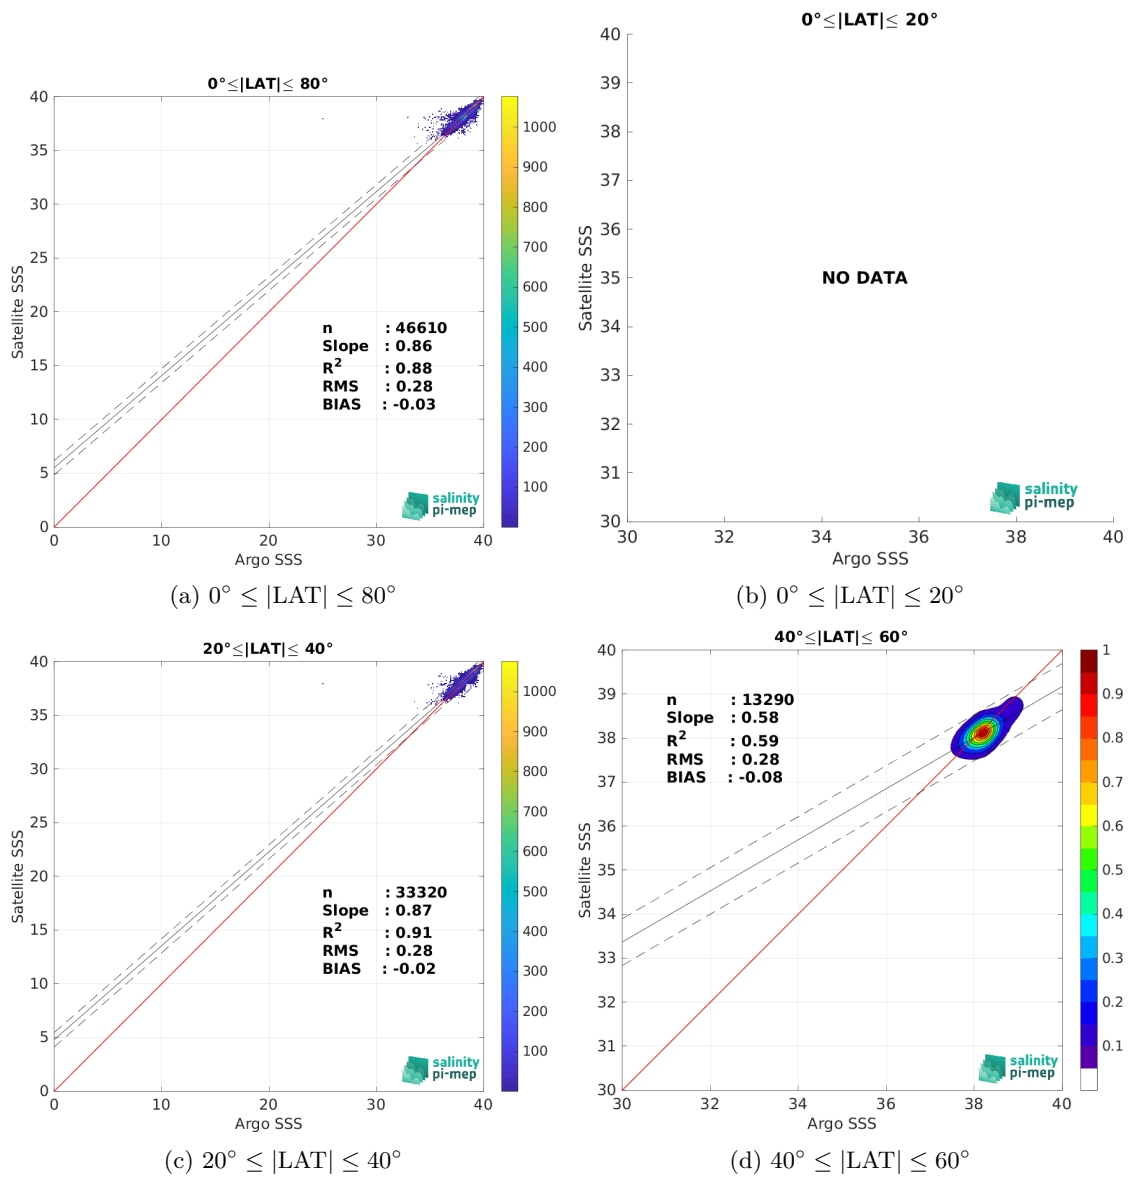 0°≤|LAT|≤ 80°
40
35
30
25
20
15
10
5
0
Satellite SSS
n : 46610
Slope : 0.86
R² : 0.88
RMS : 0.28
BIAS : -0.03
salinity
pi-mep
0 10 20 30 40
Argo SSS
1000
900
800
700
600
500
400
300
200
100
(a) 0° ≤ |LAT| ≤ 80°
0°≤|LAT|≤ 20°
40
39
38
37
36
35
34
33
32
31
30
Satellite SSS
NO DATA
salinity
pi-mep
30 32 34 36 38 40
Argo SSS
(b) 0° ≤ |LAT| ≤ 20°
20°≤|LAT|≤ 40°
40
35
30
25
20
15
10
5
0
Satellite SSS
n : 33320
Slope : 0.87
R² : 0.91
RMS : 0.28
BIAS : -0.02
salinity
pi-mep
0 10 20 30 40
Argo SSS
1000
900
800
700
600
500
400
300
200
100
(c) 20° ≤ |LAT| ≤ 40°
40°≤|LAT|≤ 60°
40
39
38
37
36
35
34
33
32
31
30
Satellite SSS
n : 13290
Slope : 0.58
R² : 0.59
RMS : 0.28
BIAS : -0.08
salinity
pi-mep
30 32 34 36 38 40
Argo SSS
1
0.9
0.8
0.7
0.6
0.5
0.4
0.3
0.2
0.1
(d) 40° ≤ |LAT| ≤ 60°